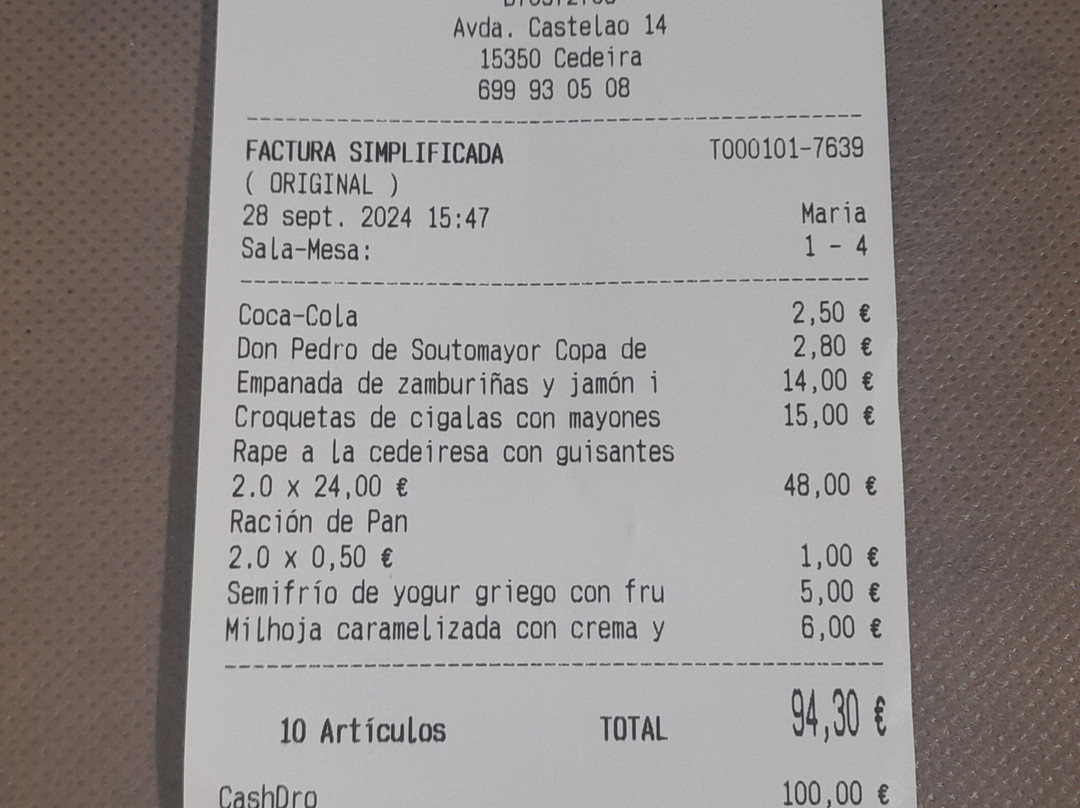 Avda. Castelao 14
15350 Cedeira
699 93 05 08
FACTURA SIMPLIFICADA T000101-7639
( ORIGINAL )
28 sept. 2024 15:47 Maria
Sala-Mesa: 1 - 4
Coca-Cola 2,50 €
Don Pedro de Soutomayor Copa de 2,80 €
Empanada de zamburiñas y jamón i 14,00 €
Croquetas de cigalas con mayones 15,00 €
Rape a la cedeiresa con guisantes
2.0 x 24,00 € 48,00 €
Ración de Pan
2.0 x 0,50 € 1,00 €
Semifrío de yogur griego con fru 5,00 €
Milhoja caramelizada con crema y 6,00 €
10 Artículos TOTAL 94,30 €
CashDro 100,00 €